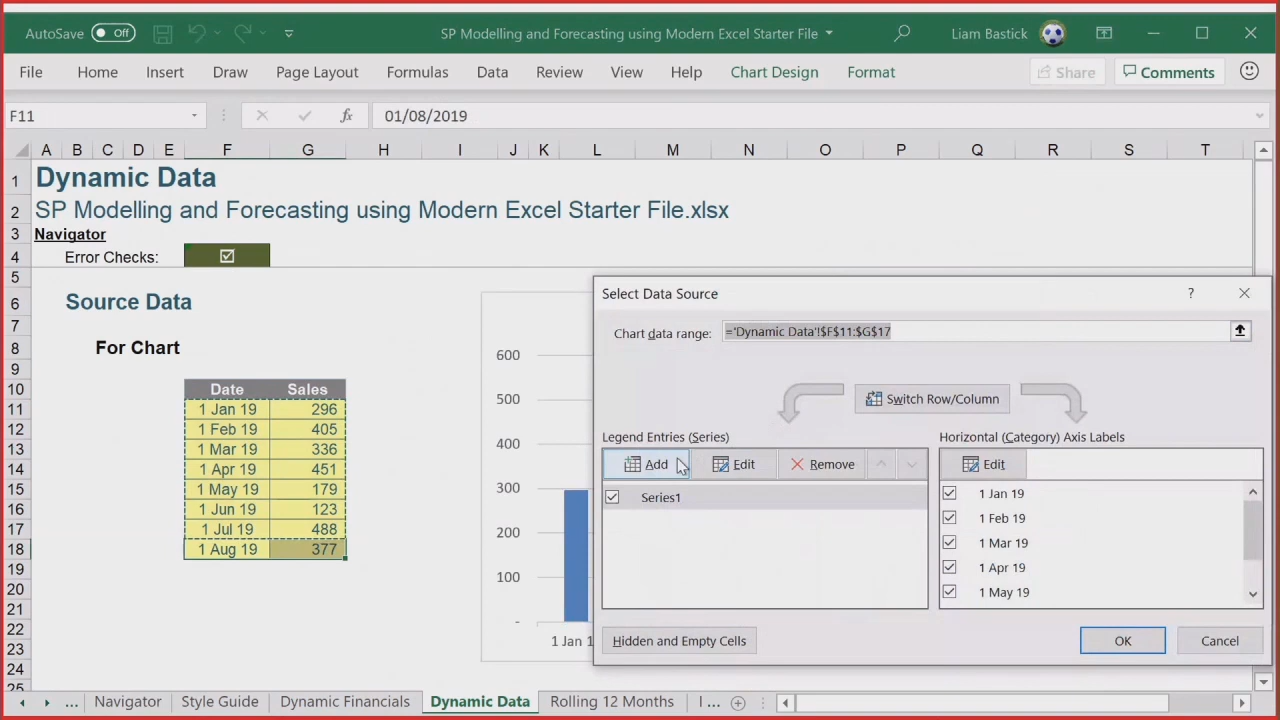 AutoSave Off SP Modelling and Forecasting using Modern Excel Starter File Liam Bastick
File Home Insert Draw Page Layout Formulas Data Review View Help Chart Design Format Share Comments
F11 fx 01/08/2019
A B C D E F G H I J K L M N O P Q R S T
1 Dynamic Data
2 SP Modelling and Forecasting using Modern Excel Starter File.xlsx
3 Navigator
4 Error Checks:
5
6 Source Data
7
8 For Chart
9
10 Date Sales
11 1 Jan 19 296
12 1 Feb 19 405
13 1 Mar 19 336
14 1 Apr 19 451
15 1 May 19 179
16 1 Jun 19 123
17 1 Jul 19 488
18 1 Aug 19 377
19
20
21
22
23
24
25
600
500
400
300
200
100
-
1 Jan 1
Select Data Source ?
Chart data range: ='Dynamic Data'!$F$11:$G$17
Switch Row/Column
Legend Entries (Series)
Add Edit Remove
Series1
Horizontal (Category) Axis Labels
Edit
1 Jan 19
1 Feb 19
1 Mar 19
1 Apr 19
1 May 19
Hidden and Empty Cells OK Cancel
... Navigator Style Guide Dynamic Financials Dynamic Data Rolling 12 Months I ...